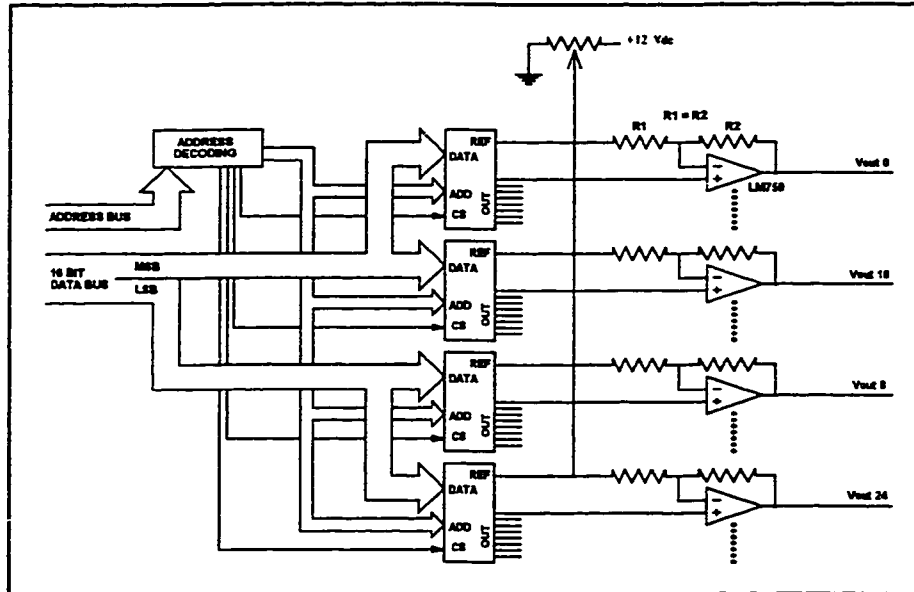 +12 Vdc
R1 = R2
R1
R2
ADDRESS
DECODING
REF
DATA
ADD
CS
OUT
LM750
Vout 0
ADDRESS BUS
16 BIT
DATA BUS
MSB
LSB
REF
DATA
ADD
CS
OUT
Vout 16
REF
DATA
ADD
CS
OUT
Vout 8
REF
DATA
ADD
CS
OUT
Vout 24